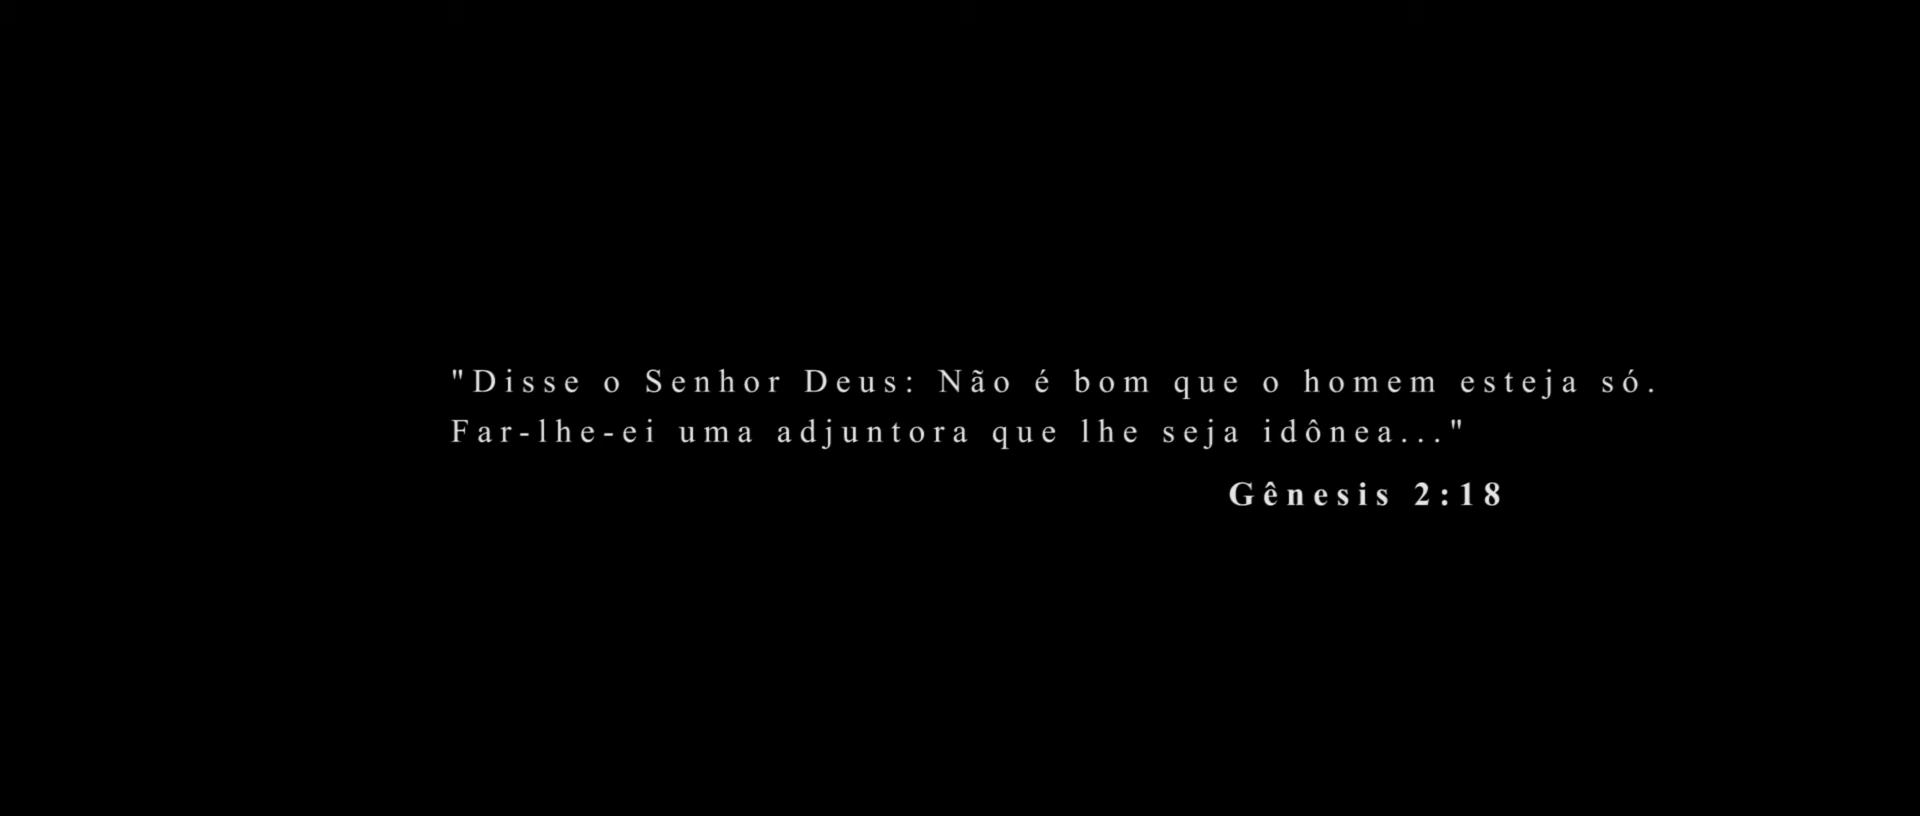 "Disse o Senhor Deus: Não é bom que o homem esteja só.
Far-lhe-ei uma adjuntora que lhe seja idônea..."
Gênesis 2:18